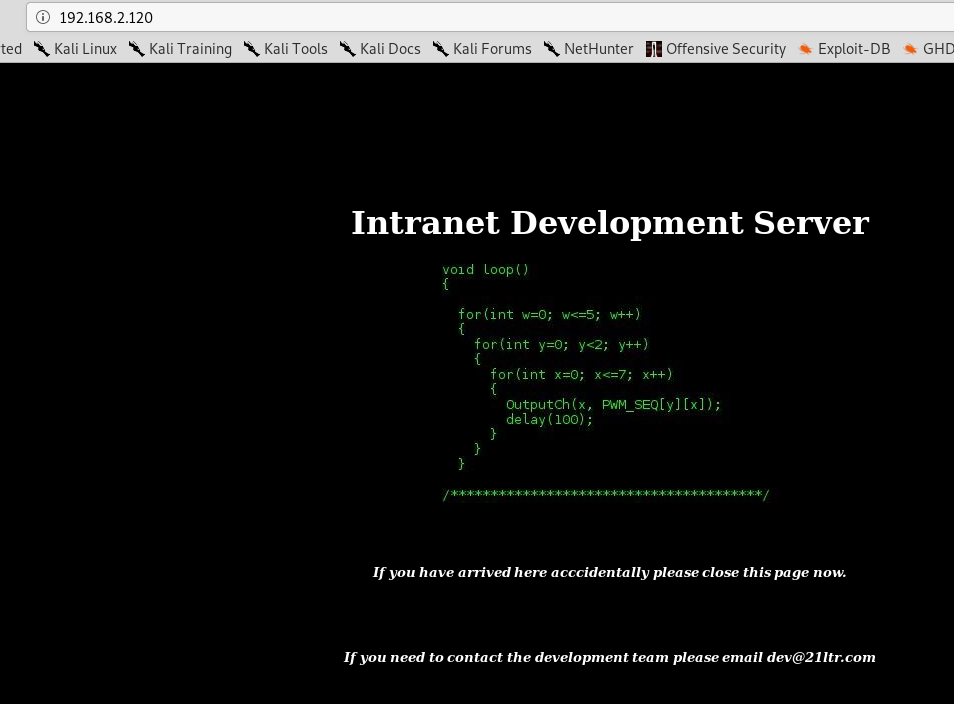 192.168.2.120
ted Kali Linux Kali Training Kali Tools Kali Docs Kali Forums NetHunter Offensive Security Exploit-DB GHD
Intranet Development Server
void loop()
{
for(int w=0; w<=5; w++)
{
for(int y=0; y<2; y++)
{
for(int x=0; x<=7; x++)
{
OutputCh(x, PWM_SEQ[y][x]);
delay(100);
}
}
}
/***************************************/
If you have arrived here acccidentally please close this page now.
If you need to contact the development team please email dev@21ltr.com